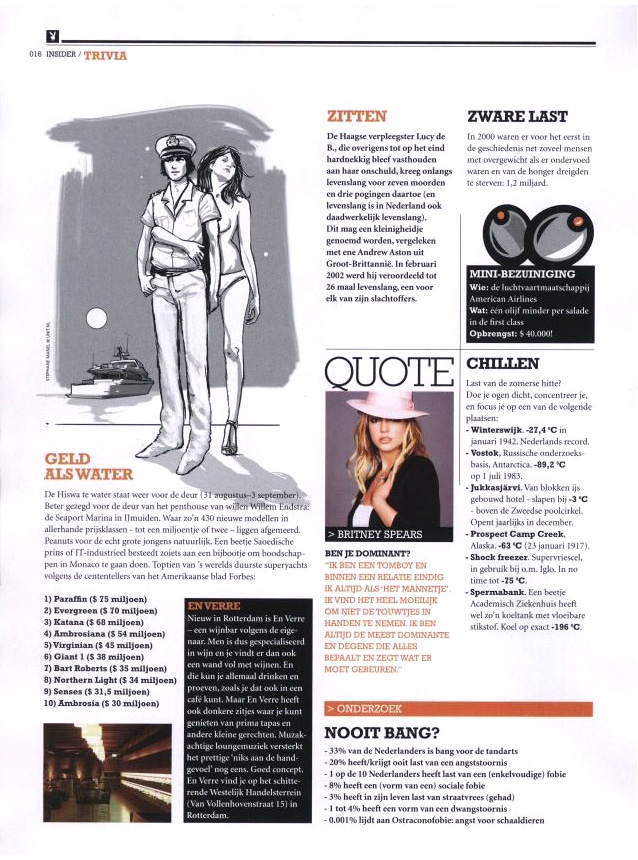 016 INSIDER / TRIVIA
STEPHANIE MANEL @ UNIT.NL
GELD
ALS WATER
De Hiswa te water staat weer voor de deur (31 augustus–3 september).
Beter gezegd voor de deur van het penthouse van wijlen Willem Endstra:
de Seaport Marina in IJmuiden. Waar zo'n 430 nieuwe modellen in
allerhande prijsklassen - tot een miljoentje of twee – liggen afgemeerd.
Peanuts voor de echt grote jongens natuurlijk. Een beetje Saoedische
prins of IT-industrieel besteedt zoiets aan een bijbootje om boodschap-
pen in Monaco te gaan doen. Toptien van 's werelds duurste superyachts
volgens de cententellers van het Amerikaanse blad Forbes:
1) Paraffin ($ 75 miljoen)
2) Evergreen ($ 70 miljoen)
3) Katana ($ 68 miljoen)
4) Ambrosiana ($ 54 miljoen)
5) Virginian ($ 45 miljoen)
6) Giant 1 ($ 38 miljoen)
7) Bart Roberts ($ 35 miljoen)
8) Northern Light ($ 34 miljoen)
9) Senses ($ 31,5 miljoen)
10) Ambrosia ($ 30 miljoen)
EN VERRE
Nieuw in Rotterdam is En Verre
– een wijnbar volgens de eige-
naar. Men is dus gespecialiseerd
in wijn en je vindt er dan ook
een wand vol met wijnen. En
die kun je allemaal drinken en
proeven, zoals je dat ook in een
café kunt. Maar En Verre heeft
ook donkere zitjes waar je kunt
genieten van prima tapas en
andere kleine gerechten. Muzak-
achtige loungemuziek versterkt
het prettige 'niks aan de hand-
gevoel' nog eens. Goed concept.
En Verre vind je op het schitte-
rende Westelijk Handelsterrein
(Van Vollenhovenstraat 15) in
Rotterdam.
ZITTEN
De Haagse verpleegster Lucy de
B., die overigens tot op het eind
hardnekkig bleef vasthouden
aan haar onschuld, kreeg onlangs
levenslang voor zeven moorden
en drie pogingen daartoe (en
levenslang is in Nederland ook
daadwerkelijk levenslang).
Dit mag een kleinigheidje
genoemd worden, vergeleken
met ene Andrew Aston uit
Groot-Brittannië. In februari
2002 werd hij veroordeeld tot
26 maal levenslang, een voor
elk van zijn slachtoffers.
QUOTE
> BRITNEY SPEARS
BEN JE DOMINANT?
"IK BEN EEN TOMBOY EN
BINNEN EEN RELATIE EINDIG
IK ALTIJD ALS 'HET MANNETJE'.
IK VIND HET HEEL MOEILIJK
OM NIET DE TOUWTJES IN
HANDEN TE NEMEN. IK BEN
ALTIJD DE MEEST DOMINANTE
EN DEGENE DIE ALLES
BEPAALT EN ZEGT WAT ER
MOET GEBEUREN."
ZWARE LAST
In 2000 waren er voor het eerst in
de geschiedenis net zoveel mensen
met overgewicht als er ondervoed
waren en van de honger dreigden
te sterven: 1,2 miljard.
MINI-BEZUINIGING
Wie: de luchtvaartmaatschappij
American Airlines
Wat: één olijf minder per salade
in de first class
Opbrengst: $ 40.000!
CHILLEN
Last van de zomerse hitte?
Doe je ogen dicht, concentreer je,
en focus je op een van de volgende
plaatsen:
- Winterswijk. -27,4 °C in
januari 1942. Nederlands record.
- Vostok, Russische onderzoeks-
basis, Antarctica. -89,2 °C
op 1 juli 1983.
- Jukkasjärvi. Van blokken ijs
gebouwd hotel - slapen bij -3 °C
- boven de Zweedse poolcirkel.
Opent jaarlijks in december.
- Prospect Camp Creek,
Alaska. -63 °C (23 januari 1917).
- Shock freezer. Supervriescel,
in gebruik bij o.m. Iglo. In no
time tot -75 °C.
- Spermabank. Een beetje
Academisch Ziekenhuis heeft
wel zo'n koeltank met vloeibare
stikstof. Koel op exact -196 °C.
> ONDERZOEK
NOOIT BANG?
- 33% van de Nederlanders is bang voor de tandarts
- 20% heeft/krijgt ooit last van een angststoornis
- 1 op de 10 Nederlanders heeft last van een (enkelvoudige) fobie
- 8% heeft een (vorm van een) sociale fobie
- 3% heeft in zijn leven last van straatvrees (gehad)
- 1 tot 4% heeft een vorm van een dwangstoornis
- 0.001% lijdt aan Ostraconofobie: angst voor schaaldieren